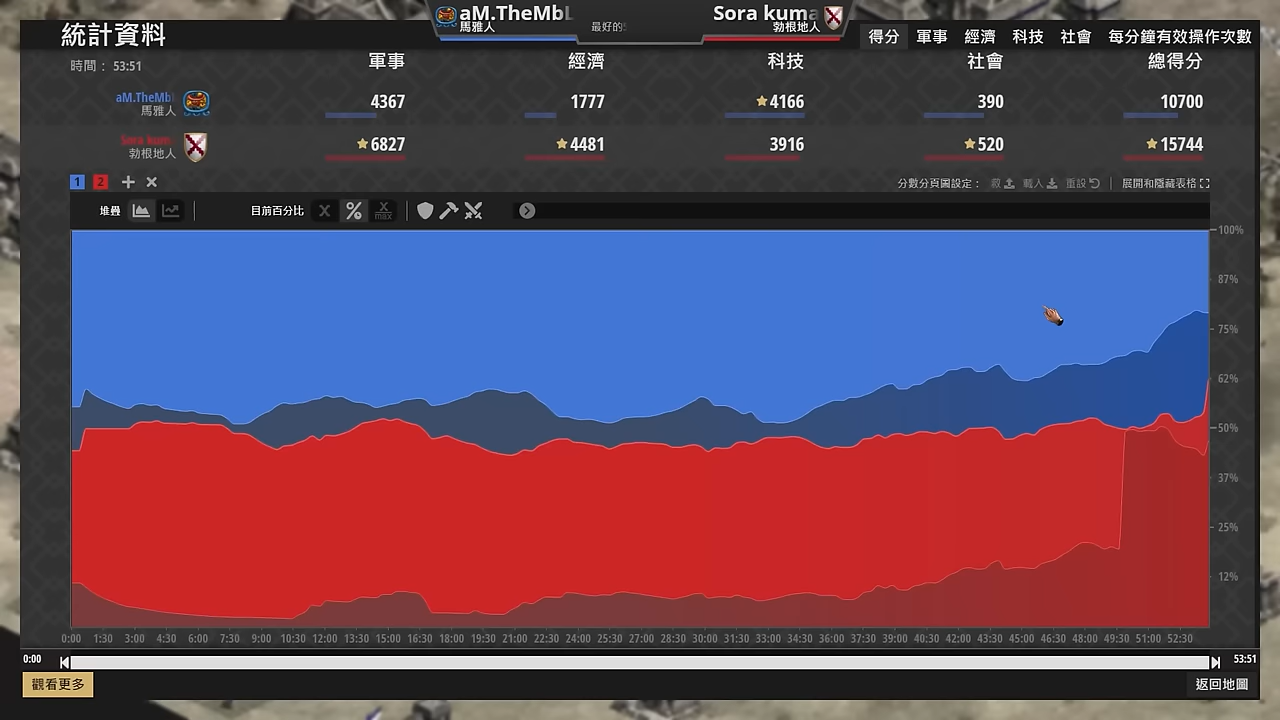 aM.TheMbL
馬雅人
最好的
Sora kuma
勃根地人
統計資料
得分 軍事 經濟 科技 社會 每分鐘有效操作次數
時間： 53:51
軍事 經濟 科技 社會 總得分
aM.TheMb
馬雅人
4367 1777 4166 390 10700
Sora kum
勃根地人
6827 4481 3916 520 15744
1 2
分數分頁圖設定： 救 載入 重設 展開和隱藏表格
堆疊 目前百分比 X % X max
100%
87%
75%
62%
50%
37%
25%
12%
0:00 1:30 3:00 4:30 6:00 7:30 9:00 10:30 12:00 13:30 15:00 16:30 18:00 19:30 21:00 22:30 24:00 25:30 27:00 28:30 30:00 31:30 33:00 34:30 36:00 37:30 39:00 40:30 42:00 43:30 45:00 46:30 48:00 49:30 51:00 52:30
0:00 53:51
觀看更多 返回地圖